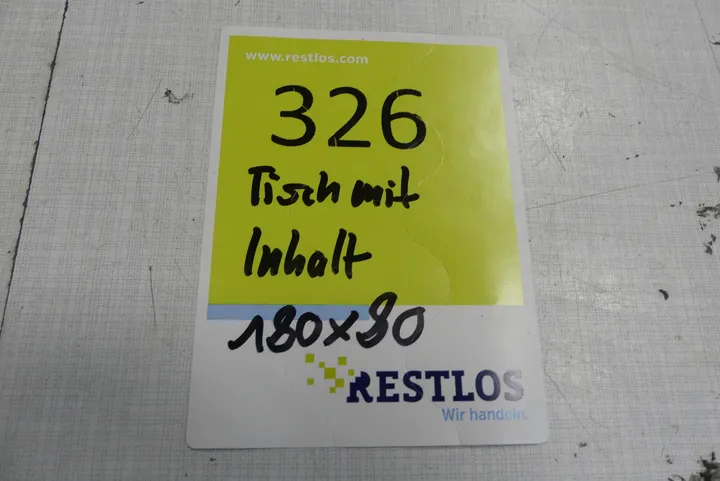 www.restlos.com
326
Tisch mit
Inhalt
180x80
RESTLOS
Wir handeln.